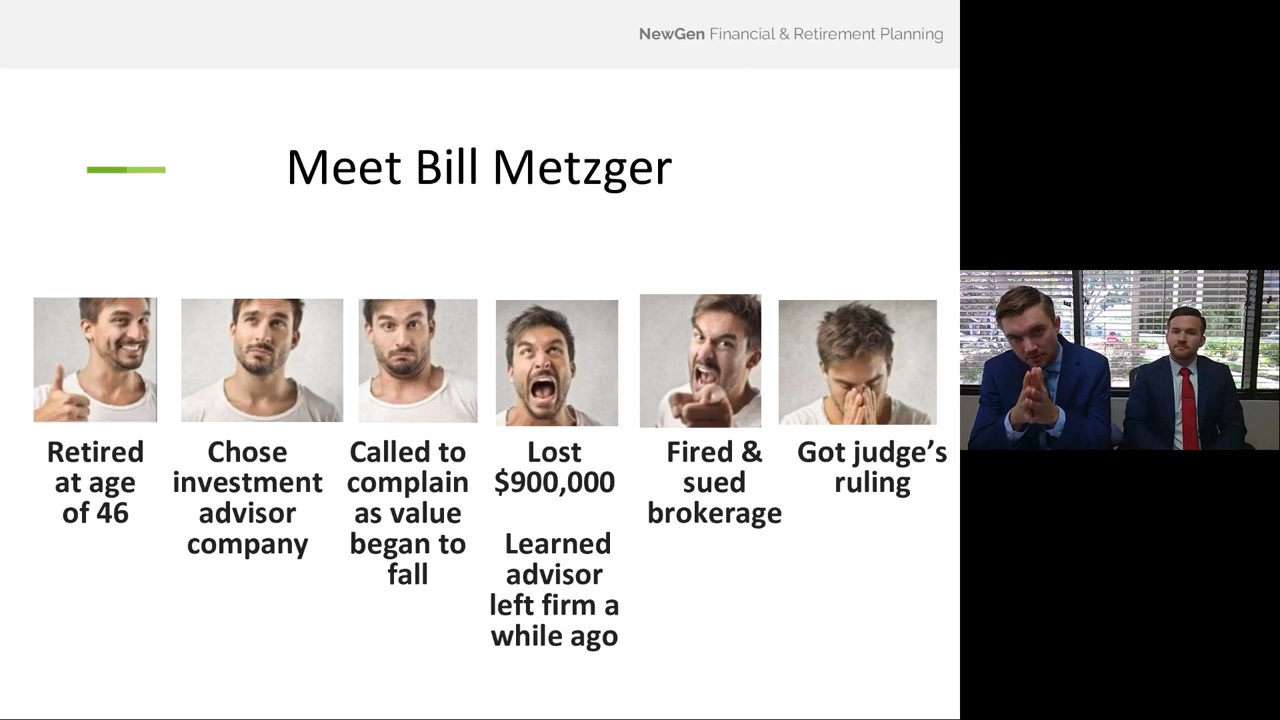 NewGen Financial & Retirement Planning
Meet Bill Metzger
Retired
at age
of 46
Chose
investment
advisor
company
Called to
complain
as value
began to
fall
Lost
$900,000
Learned
advisor
left firm a
while ago
Fired &
sued
brokerage
Got judge’s
ruling